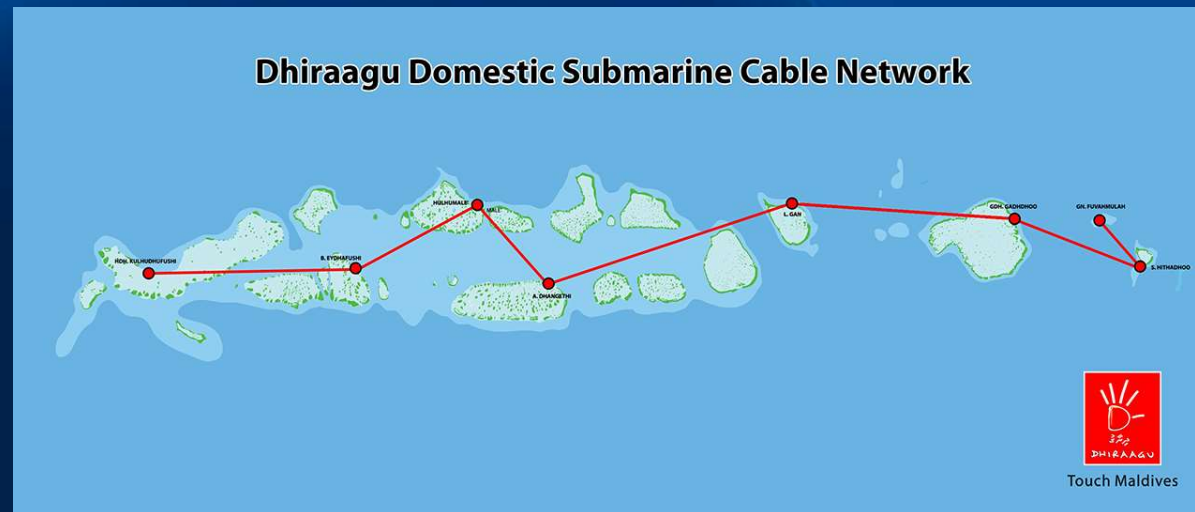 Dhiraagu Domestic Submarine Cable Network
HDH. KULHUDHUFUSHI
B. EYDHAFUSHI
HULHUMALE'
MALE'
A. DHANGETHI
L. GAN
GDH. GADHDHOO
GN. FUVAHMULAH
S. HITHADHOO
ދިރާގު
DHIRAAGU
Touch Maldives